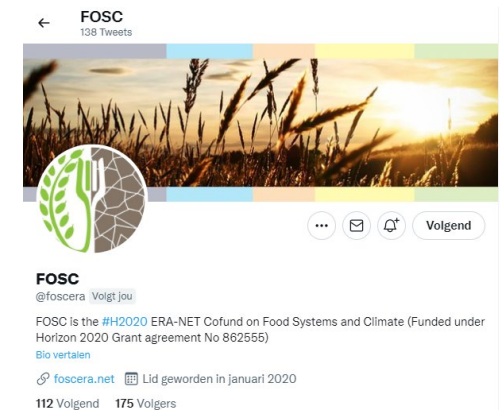 FOSC
138 Tweets
Volgend
FOSC
@foscera Volgt jou
FOSC is the #H2020 ERA-NET Cofund on Food Systems and Climate (Funded under
Horizon 2020 Grant agreement No 862555)
Bio vertalen
foscera.net Lid geworden in januari 2020
112 Volgend 175 Volgers